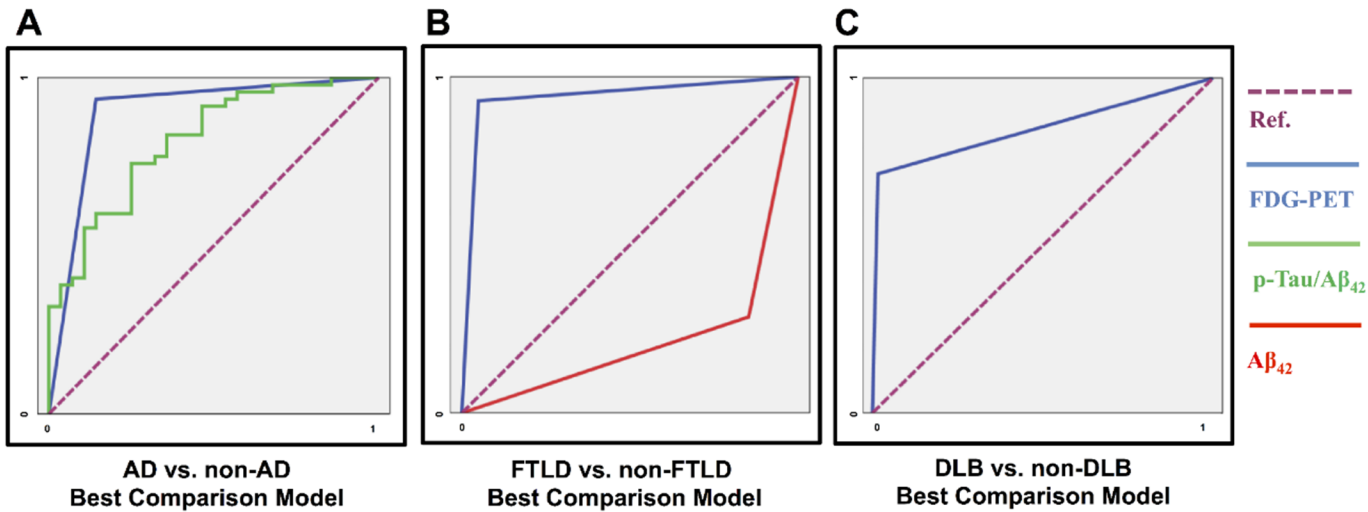 A
B
C
1
0
0
1
1
0
0
1
0
0
1
Ref.
FDG-PET
p-Tau/Aβ₄₂
Aβ₄₂
AD vs. non-AD
Best Comparison Model
FTLD vs. non-FTLD
Best Comparison Model
DLB vs. non-DLB
Best Comparison Model